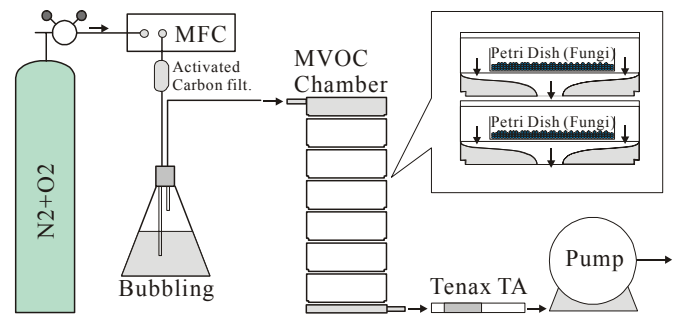 MFC
Activated
Carbon filt.
MVOC
Chamber
Petri Dish (Fungi)
Petri Dish (Fungi)
N2+O2
Bubbling
Tenax TA
Pump